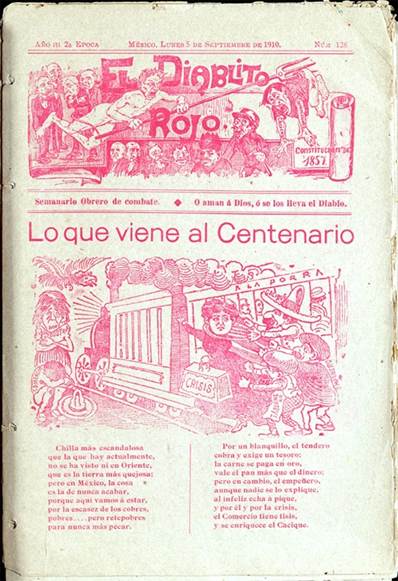 Año III 2a Epoca México, Lunes 5 de Septiembre de 1910. Núm 128
El Diablito
Rojo
Constitución de
1857
Semanario Obrero de combate. ◆ O aman á Dios, ó se los lleva el Diablo.
Lo que viene al Centenario
A LA PORRA
CRISIS
Chilla más escandalosa
que la que hay actualmente,
no se ha visto ni en Oriente,
que es la tierra más quejosa:
pero en México, la cosa
es la de nunca acabar,
porque aquí vamos á estar,
por la escasez de los cobres,
pobres.... pero retepobres
para nunca más pecar.
Por un blanquillo, el tendero
cobra y exige un tesoro:
la carne se paga en oro,
vale el pan más que el dinero;
pero en cambio, el empeñero,
aunque nadie se lo explique,
al infeliz echa á pique,
y por él y por la crisis,
el Comercio tiene tisis,
y se enriquece el Cacique.